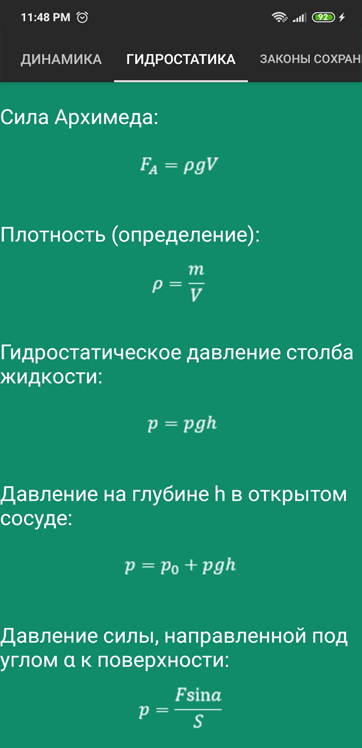 11:48 PM 92
ДИНАМИКА ГИДРОСТАТИКА ЗАКОНЫ СОХРАН
Сила Архимеда:
F_A = ρgV
Плотность (определение):
ρ = m/V
Гидростатическое давление столба
жидкости:
p = pgh
Давление на глубине h в открытом
сосуде:
p = p₀ + pgh
Давление силы, направленной под
углом α к поверхности:
p = Fsinα/S